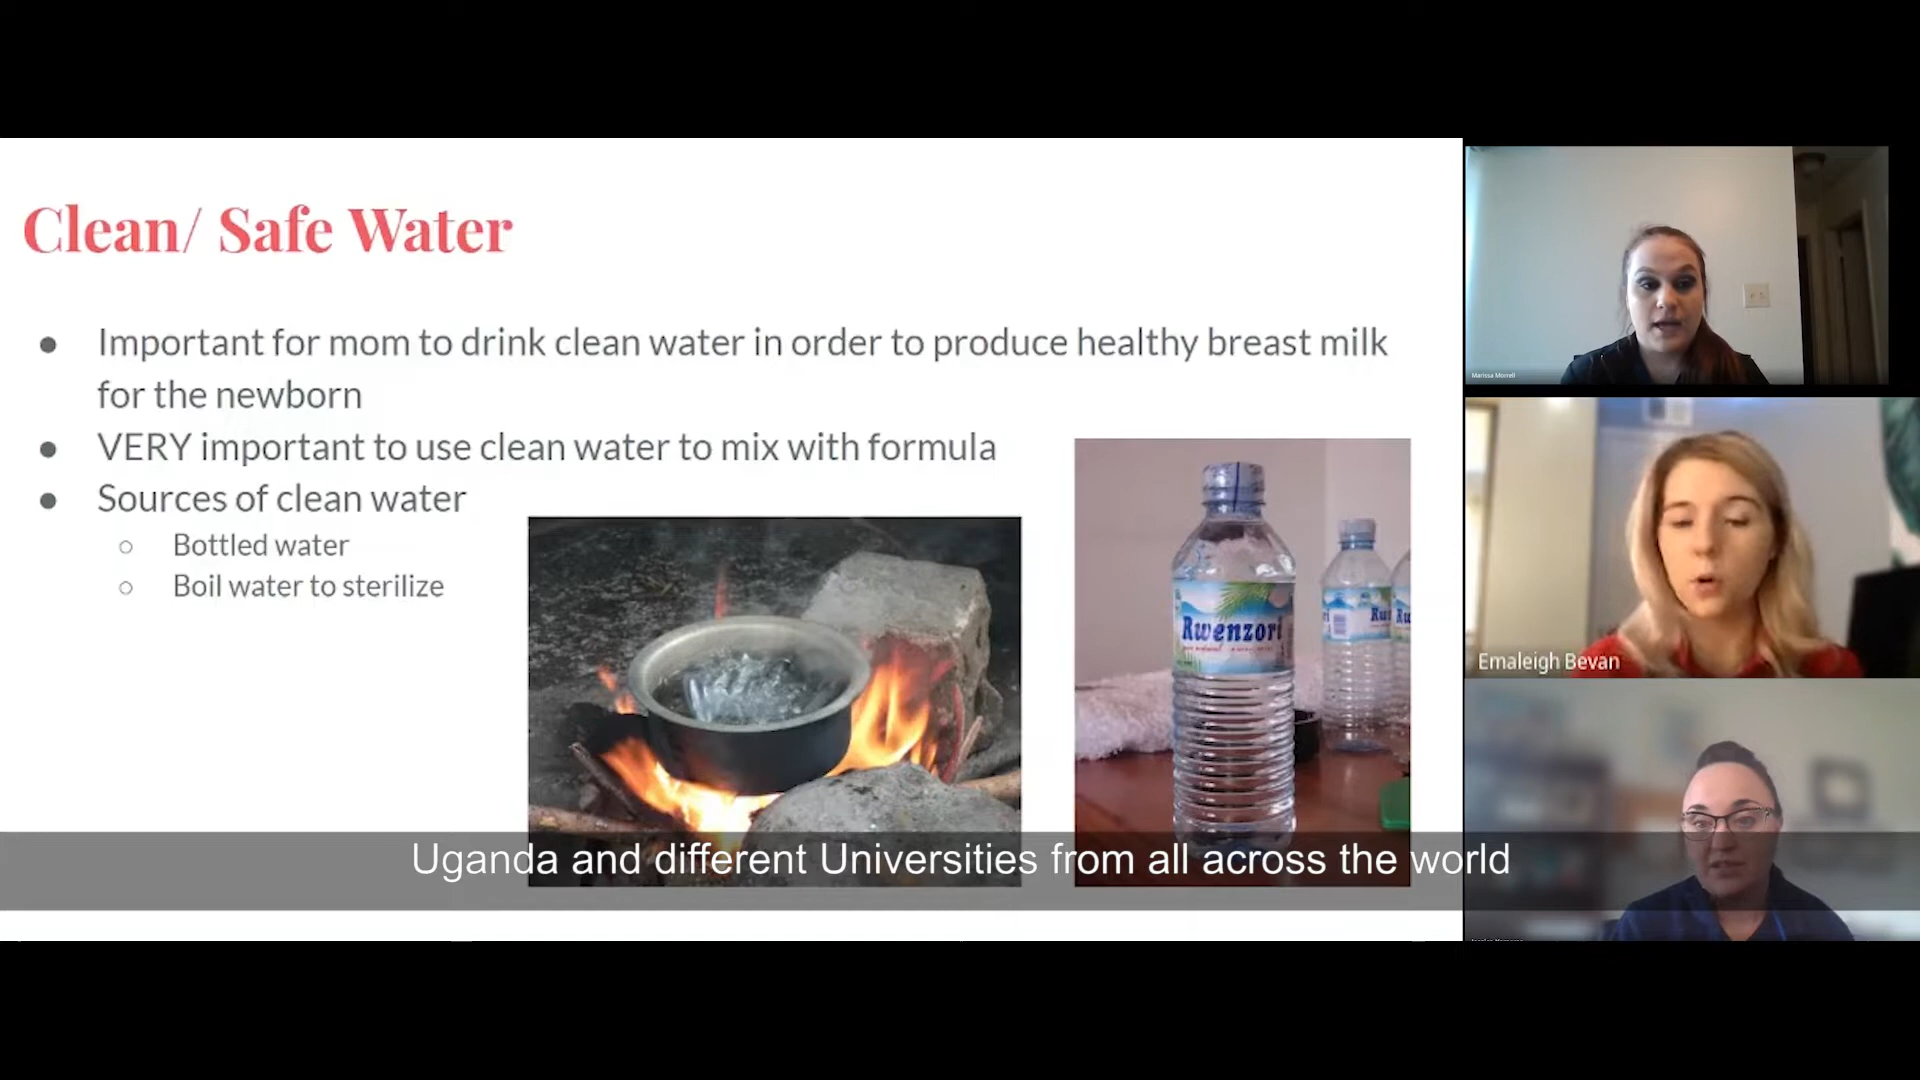 Clean/ Safe Water
● Important for mom to drink clean water in order to produce healthy breast milk
for the newborn
● VERY important to use clean water to mix with formula
● Sources of clean water
○ Bottled water
○ Boil water to sterilize
Rwenzori
Marissa Morrell
Emaleigh Bevan
Uganda and different Universities from all across the world